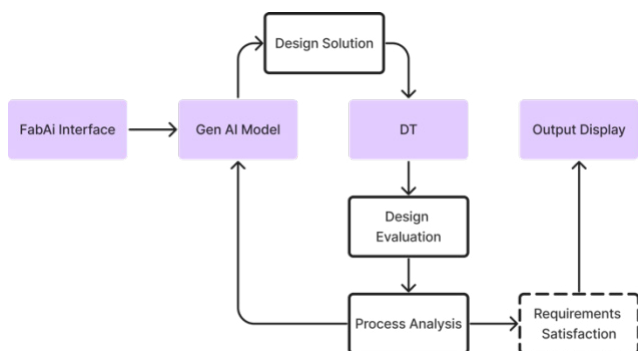 Design Solution
FabAi Interface
Gen AI Model
DT
Output Display
Design
Evaluation
Process Analysis
Requirements
Satisfaction